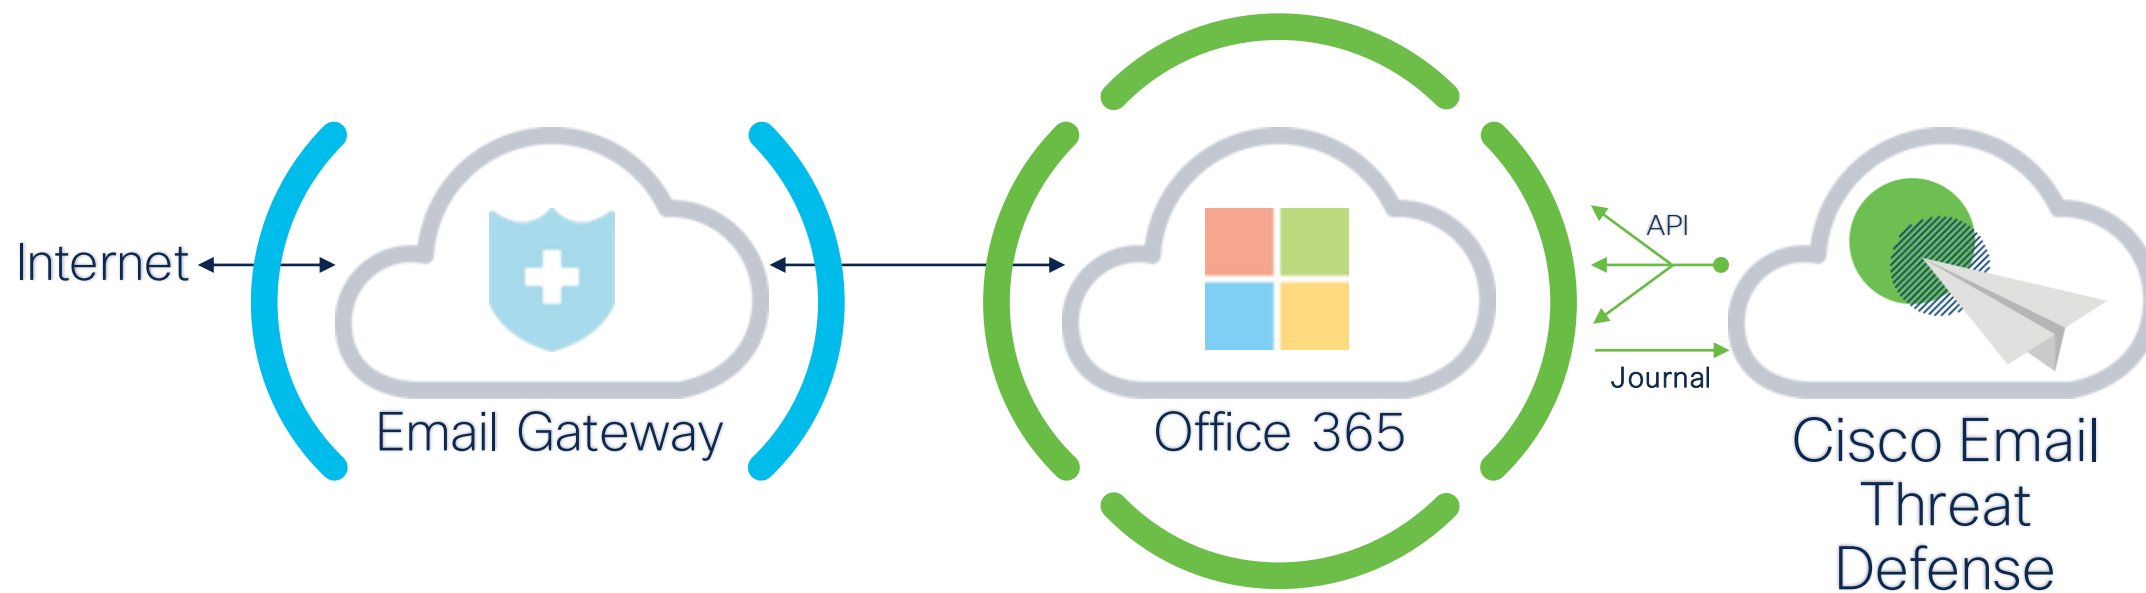 Internet
Email Gateway
Office 365
API
Journal
Cisco Email
Threat
Defense